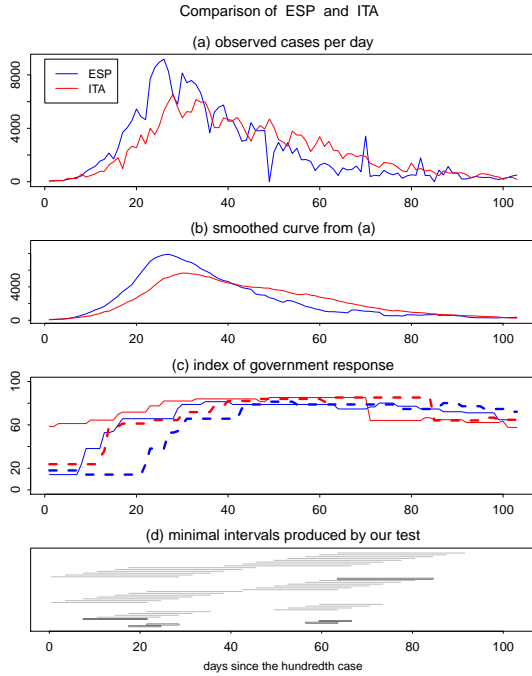 Comparison of ESP and ITA
(a) observed cases per day
ESP
ITA
0 4000 8000
0 20 40 60 80 100
(b) smoothed curve from (a)
0 4000
0 20 40 60 80 100
(c) index of government response
0 20 60 100
0 20 40 60 80 100
(d) minimal intervals produced by our test
0 20 40 60 80 100
days since the hundredth case